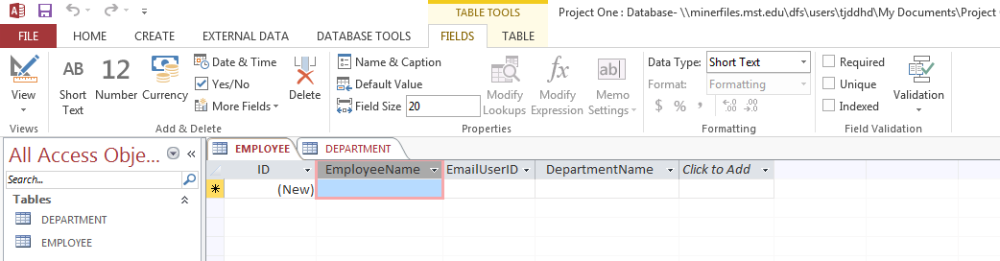 TABLE TOOLS
Project One : Database- \\minerfiles.mst.edu\dfs\users\tjddhd\My Documents\Project
FILE HOME CREATE EXTERNAL DATA DATABASE TOOLS FIELDS TABLE
View
Views
AB
Short
Text
12
Number
Currency
Date & Time
Yes/No
More Fields
Delete
Add & Delete
Name & Caption
Default Value
Field Size 20
Modify
Lookups
fx
Modify
Expression
ab
Memo
Settings
Properties
Data Type: Short Text
Format: Formatting
$ % , ←.0 .00 .00 →.0
Formatting
Required
Unique
Indexed
Validation
Field Validation
All Access Obje... «
Search...
Tables
DEPARTMENT
EMPLOYEE
EMPLOYEE DEPARTMENT
ID EmployeeName EmailUserID DepartmentName Click to Add
* (New)